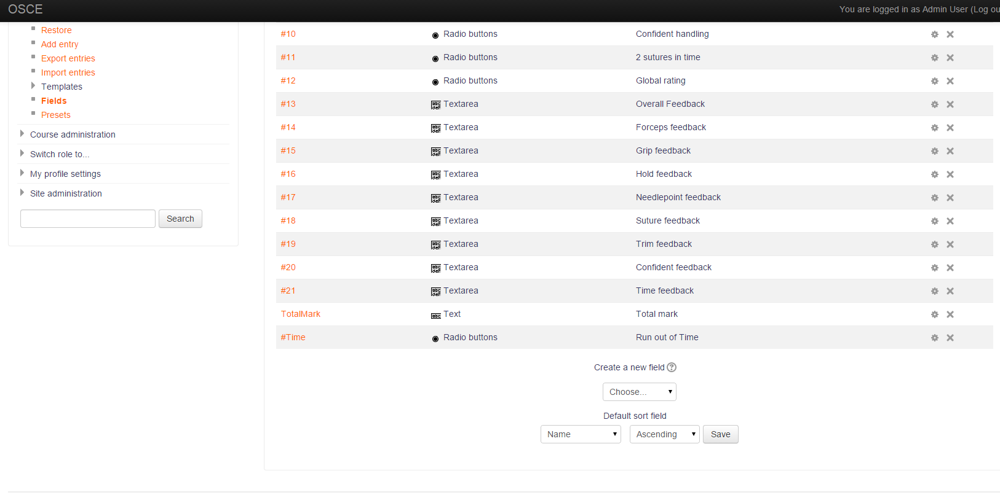 OSCE You are logged in as Admin User (Log ou
Restore
Add entry
Export entries
Import entries
Templates
Fields
Presets
Course administration
Switch role to...
My profile settings
Site administration
Search
#10 Radio buttons Confident handling
#11 Radio buttons 2 sutures in time
#12 Radio buttons Global rating
#13 Textarea Overall Feedback
#14 Textarea Forceps feedback
#15 Textarea Grip feedback
#16 Textarea Hold feedback
#17 Textarea Needlepoint feedback
#18 Textarea Suture feedback
#19 Textarea Trim feedback
#20 Textarea Confident feedback
#21 Textarea Time feedback
TotalMark Text Total mark
#Time Radio buttons Run out of Time
Create a new field
Choose...
Default sort field
Name Ascending Save